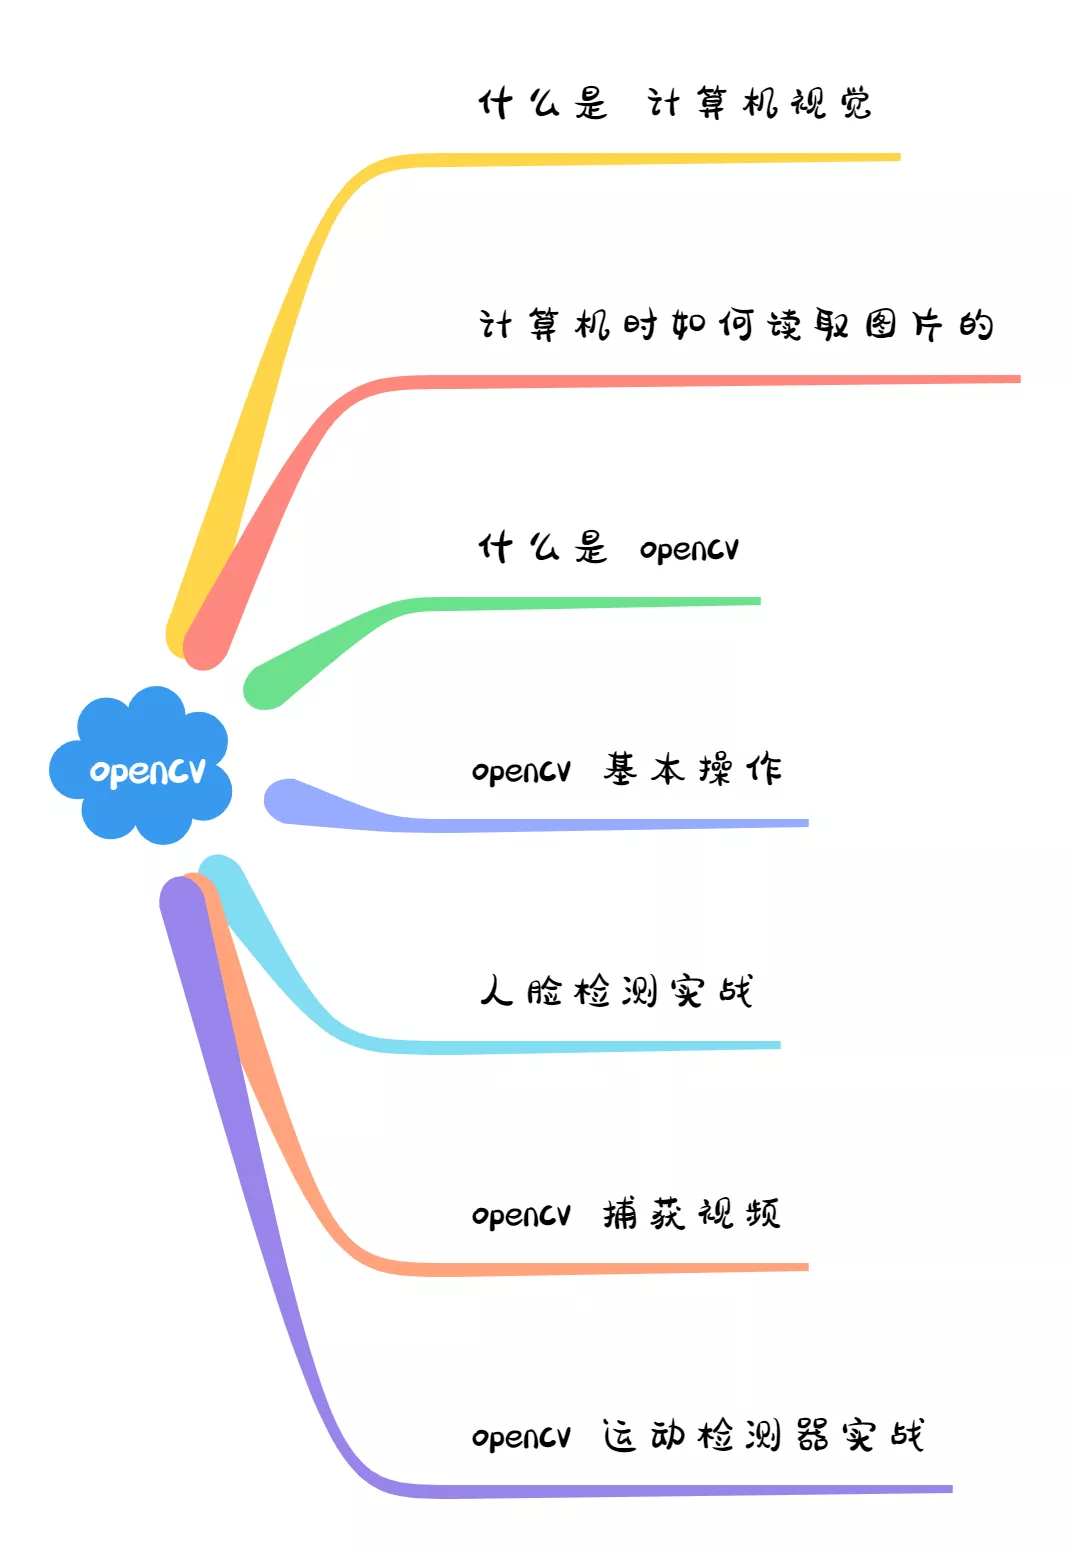 什么是 计算机视觉
计算机时如何读取图片的
什么是 opencv
opencv
opencv 基本操作
人脸检测实战
opencv 捕获视频
opencv 运动检测器实战